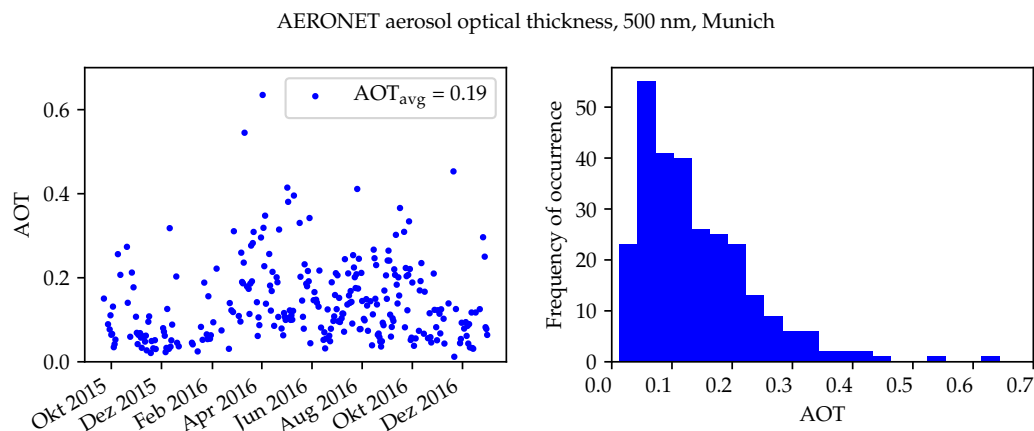 AERONET aerosol optical thickness, 500 nm, Munich
AOT
0.6
0.4
0.2
0.0
AOTavg = 0.19
Okt 2015
Dez 2015
Feb 2016
Apr 2016
Jun 2016
Aug 2016
Okt 2016
Dez 2016
Frequency of occurrence
50
40
30
20
10
0
0.0 0.1 0.2 0.3 0.4 0.5 0.6 0.7
AOT